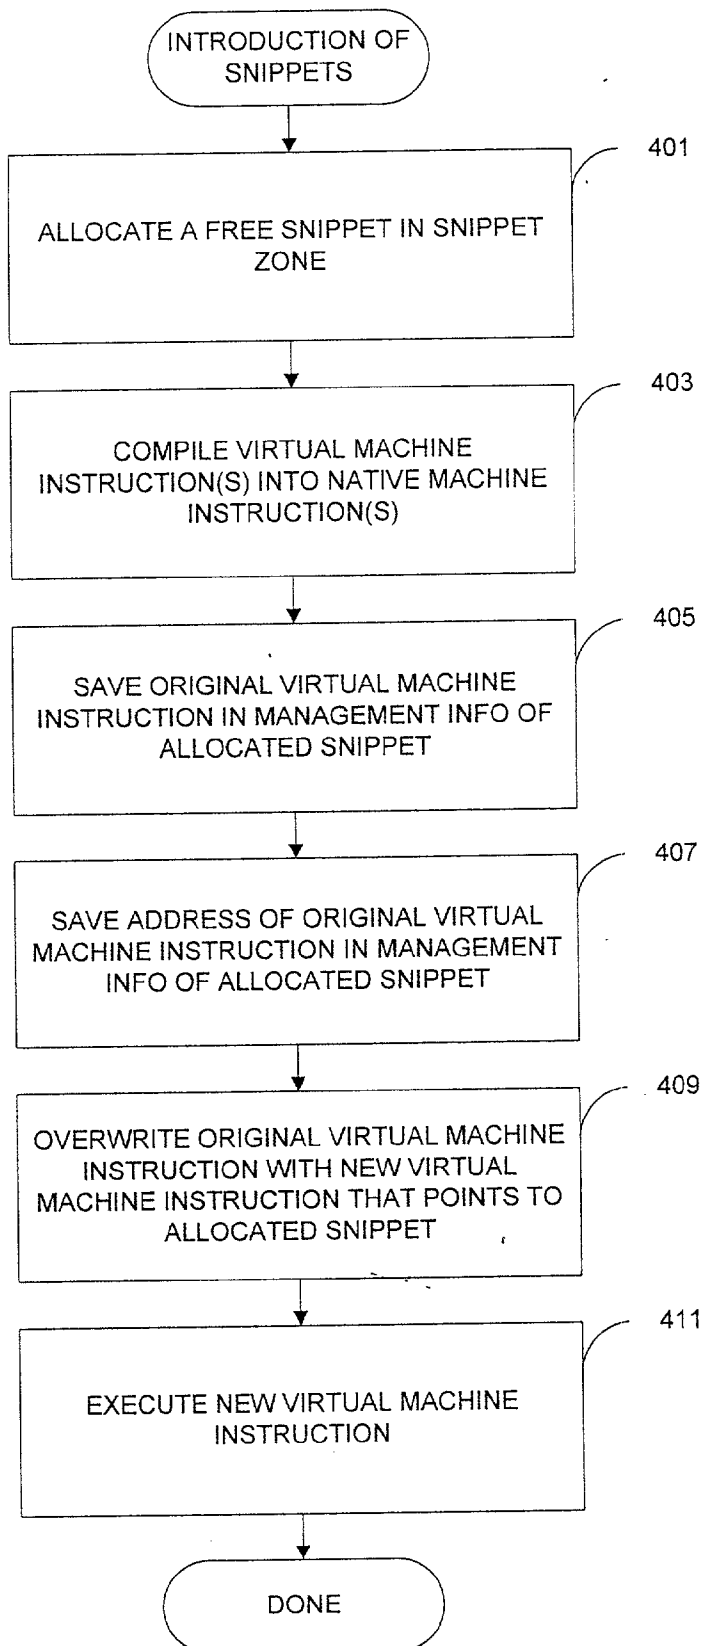 INTRODUCTION OF
SNIPPETS
401
ALLOCATE A FREE SNIPPET IN SNIPPET
ZONE
403
COMPILE VIRTUAL MACHINE
INSTRUCTION(S) INTO NATIVE MACHINE
INSTRUCTION(S)
405
SAVE ORIGINAL VIRTUAL MACHINE
INSTRUCTION IN MANAGEMENT INFO OF
ALLOCATED SNIPPET
407
SAVE ADDRESS OF ORIGINAL VIRTUAL
MACHINE INSTRUCTION IN MANAGEMENT
INFO OF ALLOCATED SNIPPET
409
OVERWRITE ORIGINAL VIRTUAL MACHINE
INSTRUCTION WITH NEW VIRTUAL
MACHINE INSTRUCTION THAT POINTS TO
ALLOCATED SNIPPET
411
EXECUTE NEW VIRTUAL MACHINE
INSTRUCTION
DONE